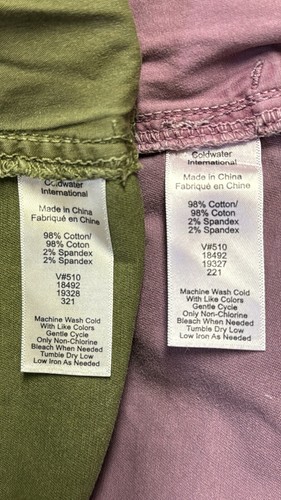 Coldwater
International
Made in China
Fabriqué en Chine
98% Cotton/
98% Coton
2% Spandex
2% Spandex
V#510
18492
19328
321
Machine Wash Cold
With Like Colors
Gentle Cycle
Only Non-Chlorine
Bleach When Needed
Tumble Dry Low
Low Iron As Needed
Coldwater
International
Made in China
Fabriqué en Chine
98% Cotton/
98% Coton
2% Spandex
2% Spandex
V#510
18492
19327
221
Machine Wash Cold
With Like Colors
Gentle Cycle
Only Non-Chlorine
Bleach When Needed
Tumble Dry Low
Low Iron As Needed